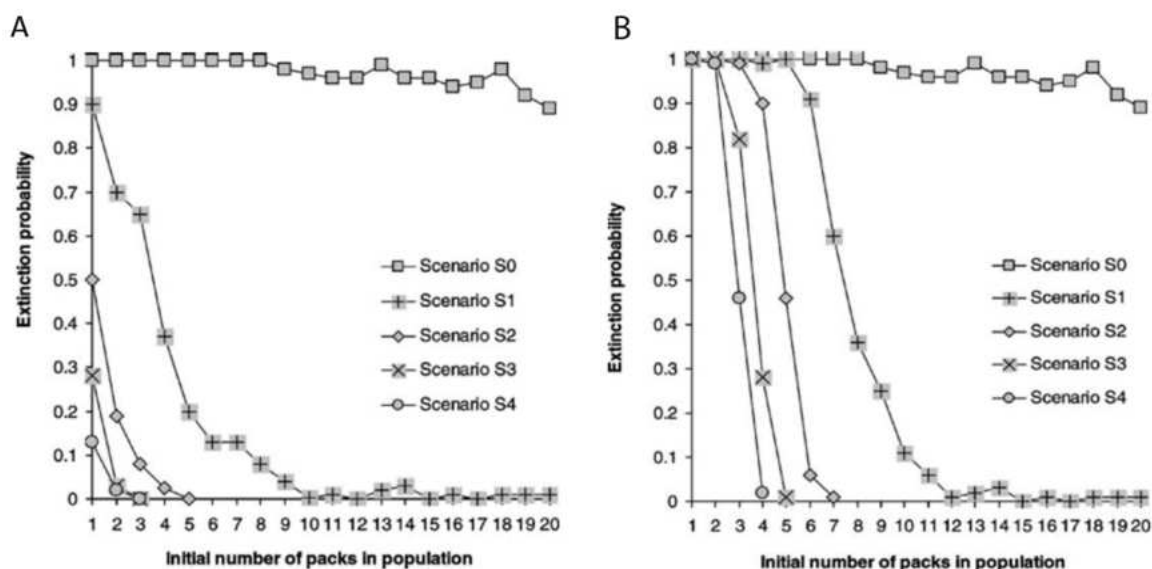 A
B
Extinction probability
1
0.9
0.8
0.7
0.6
0.5
0.4
0.3
0.2
0.1
0
Scenario S0
Scenario S1
Scenario S2
Scenario S3
Scenario S4
1 2 3 4 5 6 7 8 9 10 11 12 13 14 15 16 17 18 19 20
Initial number of packs in population
Extinction probability
1
0.9
0.8
0.7
0.6
0.5
0.4
0.3
0.2
0.1
0
Scenario S0
Scenario S1
Scenario S2
Scenario S3
Scenario S4
1 2 3 4 5 6 7 8 9 10 11 12 13 14 15 16 17 18 19 20
Initial number of packs in population